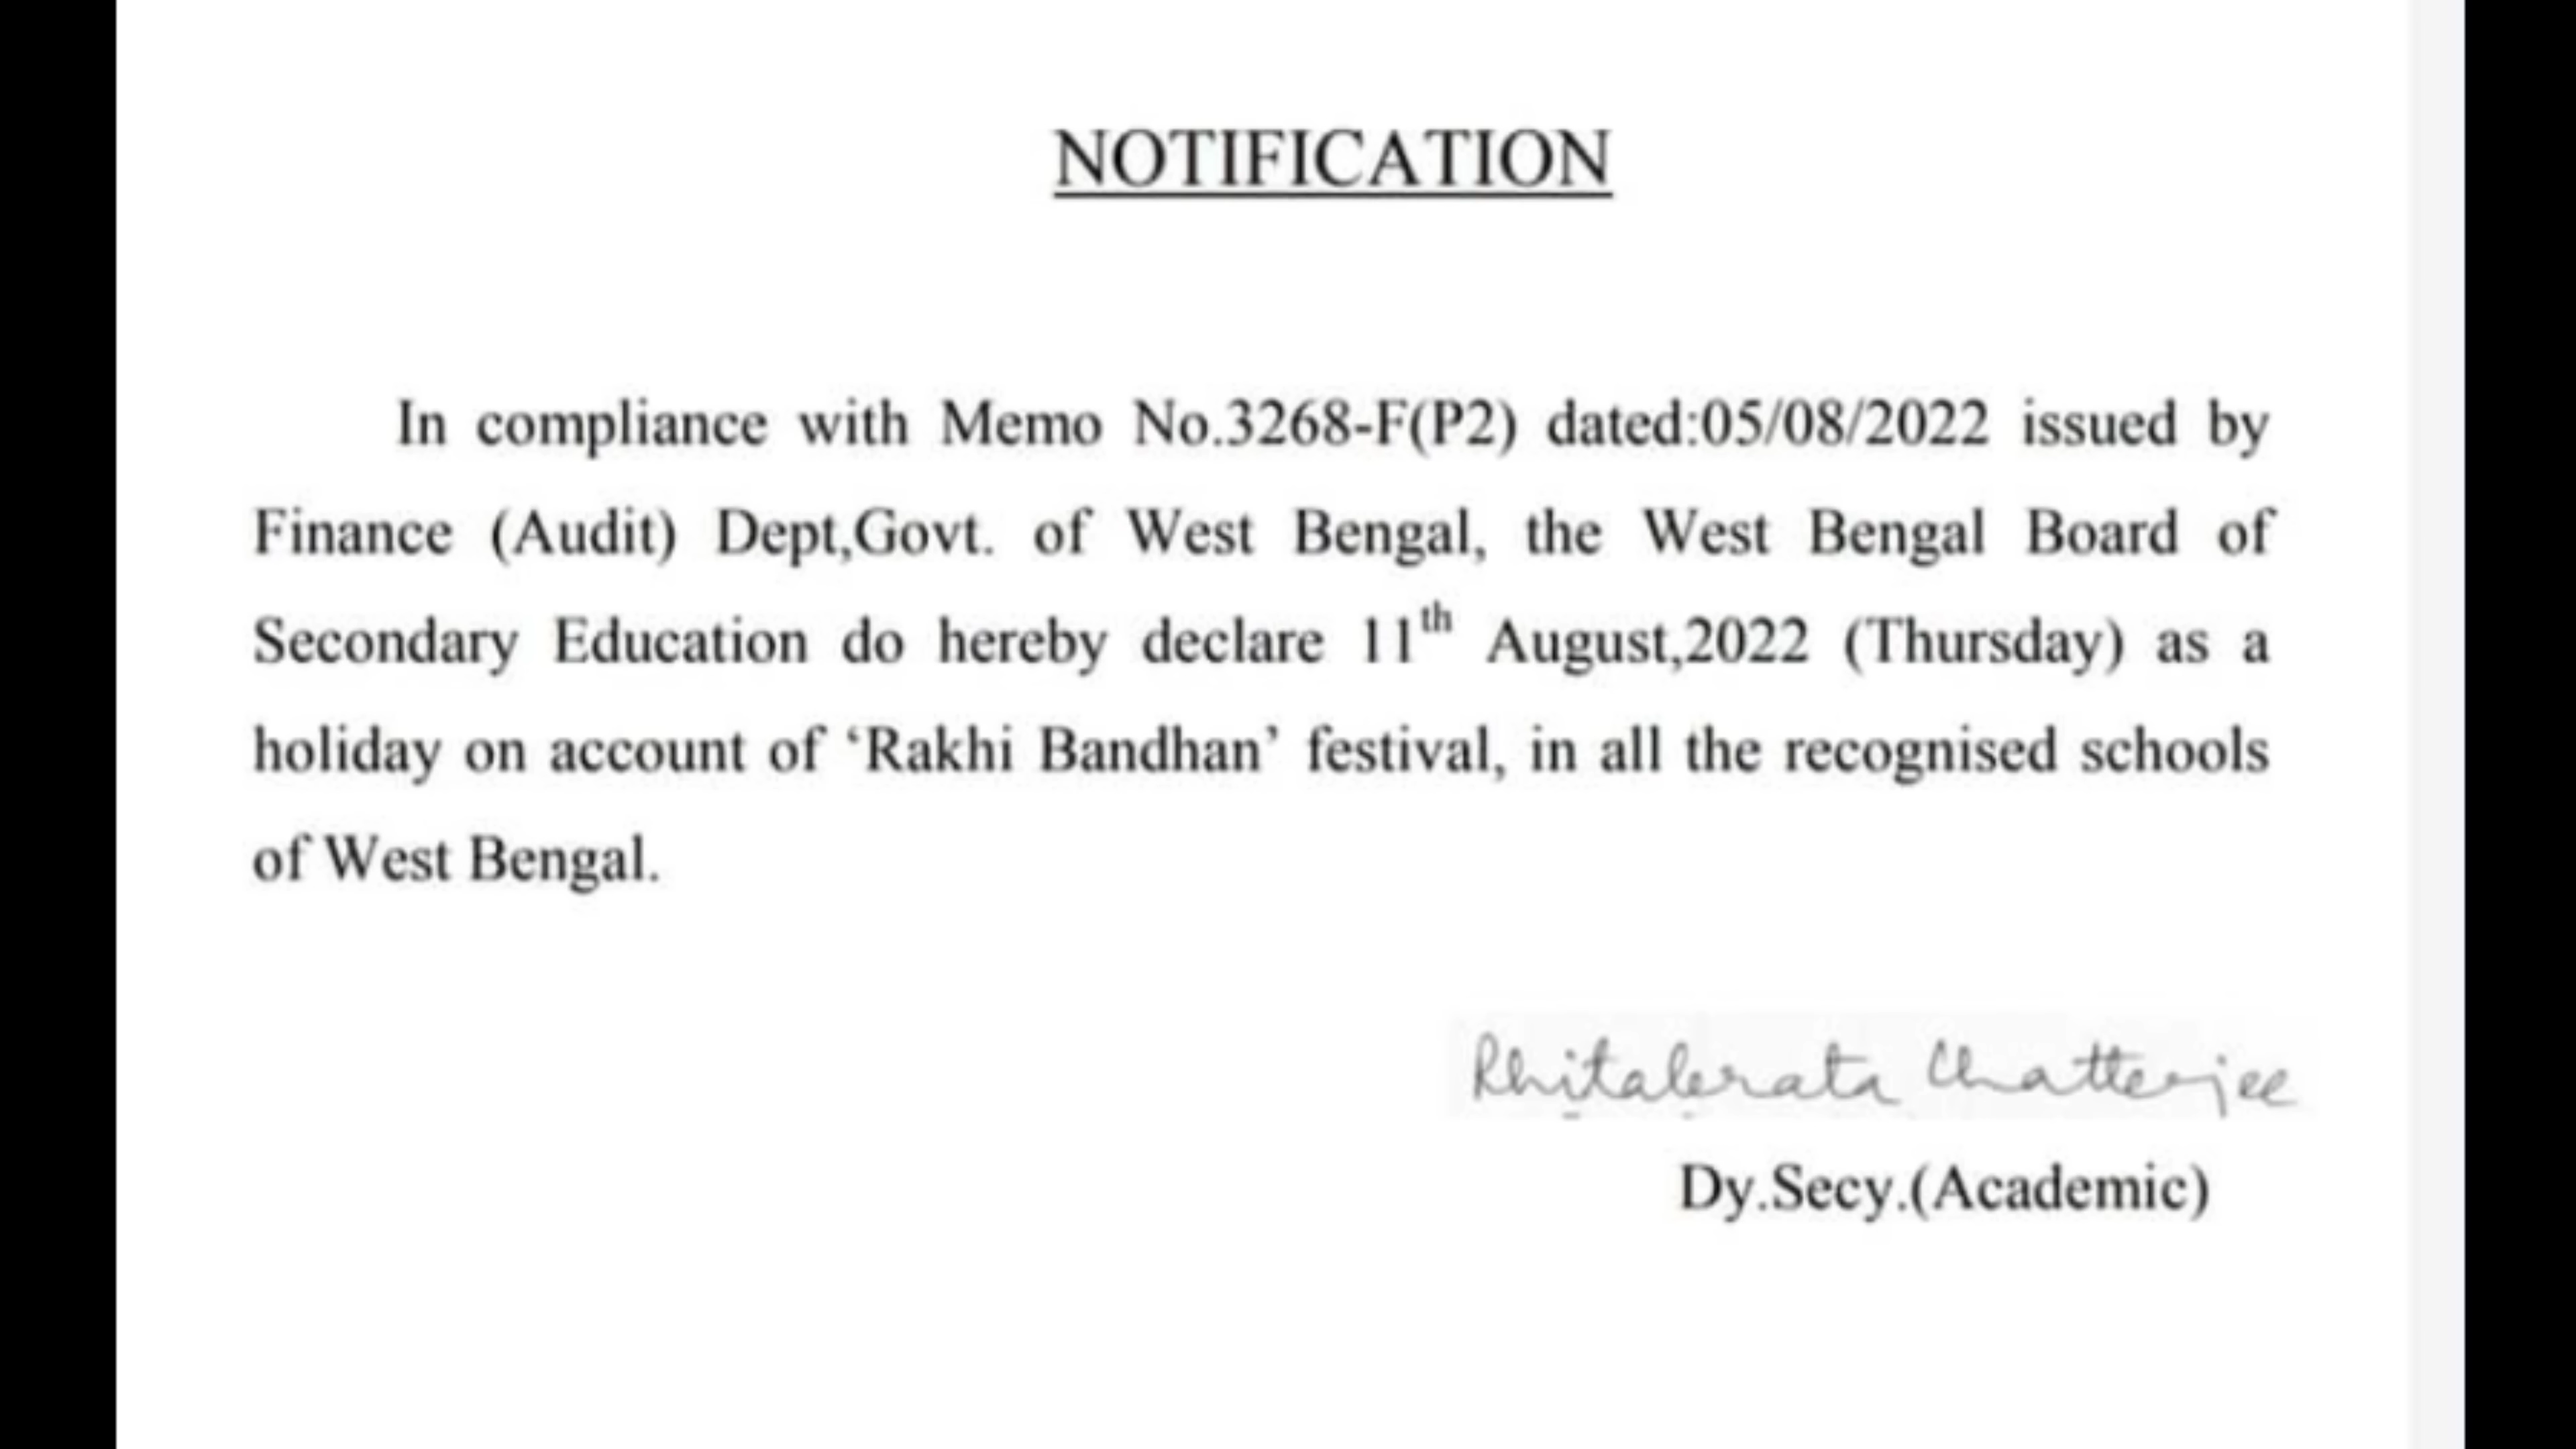 NOTIFICATION
In compliance with Memo No.3268-F(P2) dated:05/08/2022 issued by
Finance (Audit) Dept,Govt. of West Bengal, the West Bengal Board of
Secondary Education do hereby declare 11th August,2022 (Thursday) as a
holiday on account of ‘Rakhi Bandhan’ festival, in all the recognised schools
of West Bengal.
Chatterjee
Dy.Secy.(Academic)